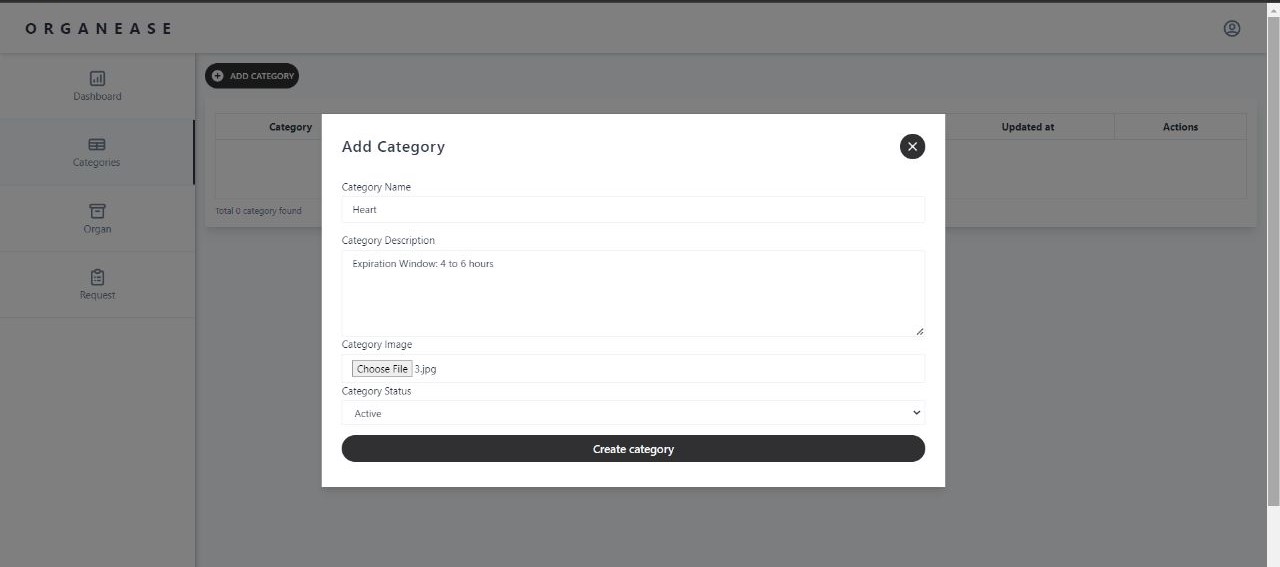 ORGANEASE
Dashboard
Categories
Organ
Request
ADD CATEGORY
Category
Updated at
Actions
Total 0 category found
Add Category
Category Name
Heart
Category Description
Expiration Window: 4 to 6 hours
Category Image
Choose File 3.jpg
Category Status
Active
Create category